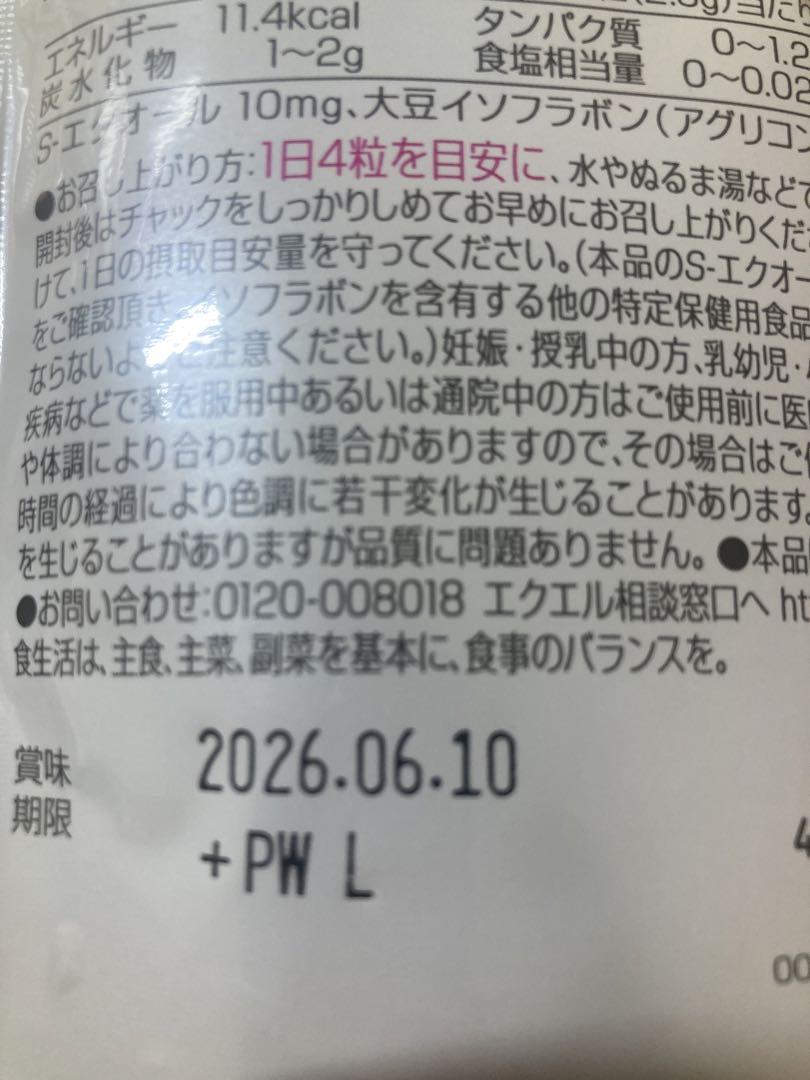 エネルギー 11.4kcal タンパク質 0〜1.2
炭水化物 1〜2g 食塩相当量 0〜0.02
S-エクオール 10mg、大豆イソフラボン(アグリコン
●お召し上がり方:1日4粒を目安に、水やぬるま湯などで
開封後はチャックをしっかりしめてお早めにお召し上がりくだ
けて、1日の摂取目安量を守ってください。(本品のS-エクオー
をご確認頂き、イソフラボンを含有する他の特定保健用食品
ならないよ 注意ください。)妊娠・授乳中の方、乳幼児・
疾病などで薬を服用中あるいは通院中の方はご使用前に医
や体調により合わない場合がありますので、その場合はご
時間の経過により色調に若干変化が生じることがあります。
を生じることがありますが品質に問題ありません。●本品
●お問い合わせ:0120-008018 エクエル相談窓口へ ht
食生活は、主食、主菜、副菜を基本に、食事のバランスを。
賞味期限 2026.06.10
+PW L
4
00